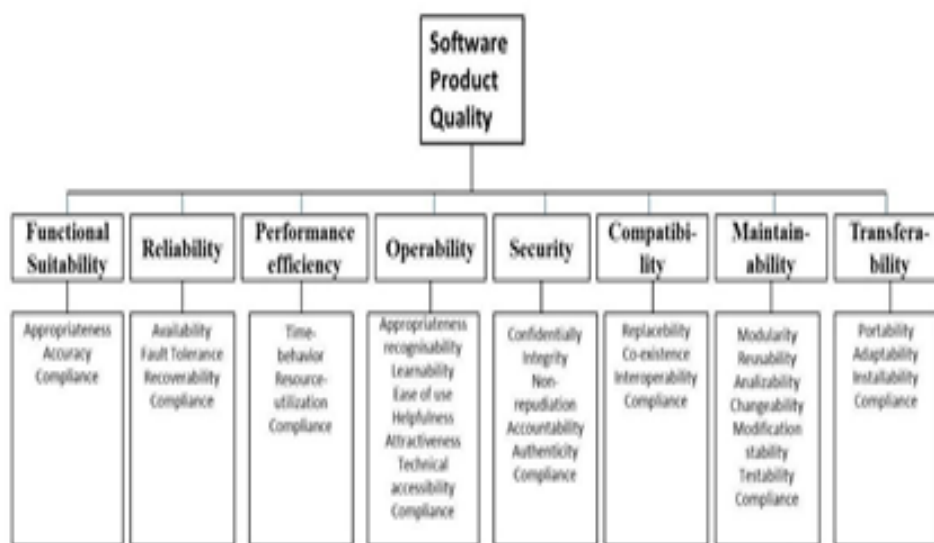 Software
Product
Quality
Functional
Suitability
Reliability
Performance
efficiency
Operability
Security
Compatibi-
lity
Maintain-
ability
Transfera-
bility
Appropriateness
Accuracy
Compliance
Availability
Fault Tolerance
Recoverability
Compliance
Time-
behavior
Resource-
utilization
Compliance
Appropriateness
recognisability
Learnability
Ease of use
Helpfulness
Attractiveness
Technical
accessibility
Compliance
Confidentially
Integrity
Non-
repudiation
Accountability
Authenticity
Compliance
Replacebility
Co-existence
Interoperability
Compliance
Modularity
Reusability
Analizability
Changeability
Modification
stability
Testability
Compliance
Portability
Adaptability
Installability
Compliance